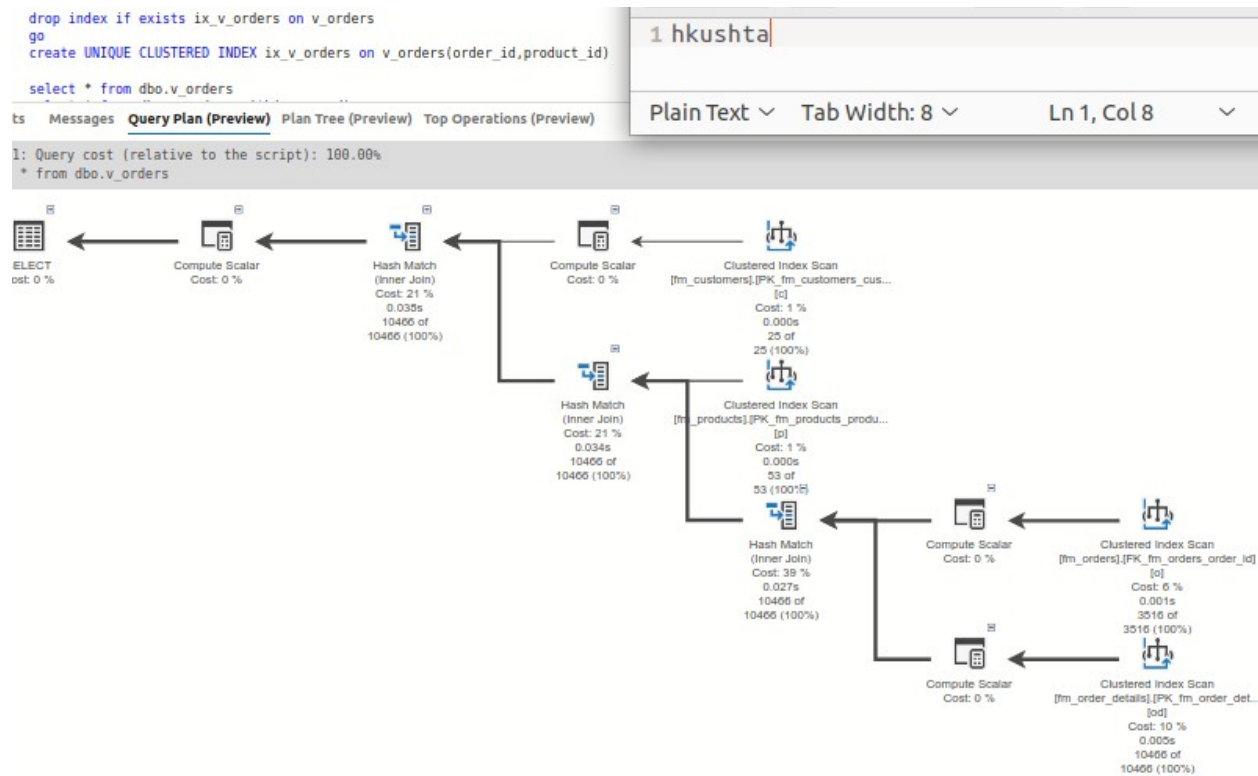 drop index if exists ix_v_orders on v_orders
go
create UNIQUE CLUSTERED INDEX ix_v_orders on v_orders(order_id,product_id)
select * from dbo.v_orders
1 hkushta
Plain Text Tab Width: 8 Ln 1, Col 8
ts Messages Query Plan (Preview) Plan Tree (Preview) Top Operations (Preview)
1: Query cost (relative to the script): 100.00%
* from dbo.v_orders
ELECT
ost: 0 %
Compute Scalar
Cost: 0 %
Hash Match
(Inner Join)
Cost: 21 %
0.035s
10466 of
10466 (100%)
Compute Scalar
Cost: 0 %
Clustered Index Scan
[fm_customers].[PK_fm_customers_cus...
[c]
Cost: 1 %
0.000s
25 of
25 (100%)
Hash Match
(Inner Join)
Cost: 21 %
0.034s
10466 of
10466 (100%)
Clustered Index Scan
[fm_products].[PK_fm_products_produ...
[p]
Cost: 1 %
0.000s
53 of
53 (100%)
Hash Match
(Inner Join)
Cost: 39 %
0.027s
10466 of
10466 (100%)
Compute Scalar
Cost: 0 %
Clustered Index Scan
[fm_orders].[PK_fm_orders_order_id]
[o]
Cost: 6 %
0.001s
3516 of
3516 (100%)
Compute Scalar
Cost: 0 %
Clustered Index Scan
[fm_order_details].[PK_fm_order_det...
[od]
Cost: 10 %
0.005s
10466 of
10466 (100%)